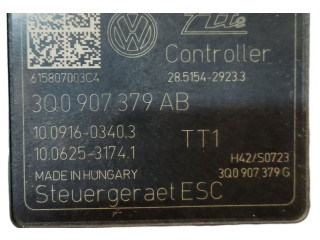 Ate
Controller
615807003C4
28.5154-2923.3
3Q0 907 379 AB
10.0916-0340.3
10.0625-3174.1
TT1
H42/S0723
MADE IN HUNGARY
3Q0 907 379 G
Steuergeraet ESC